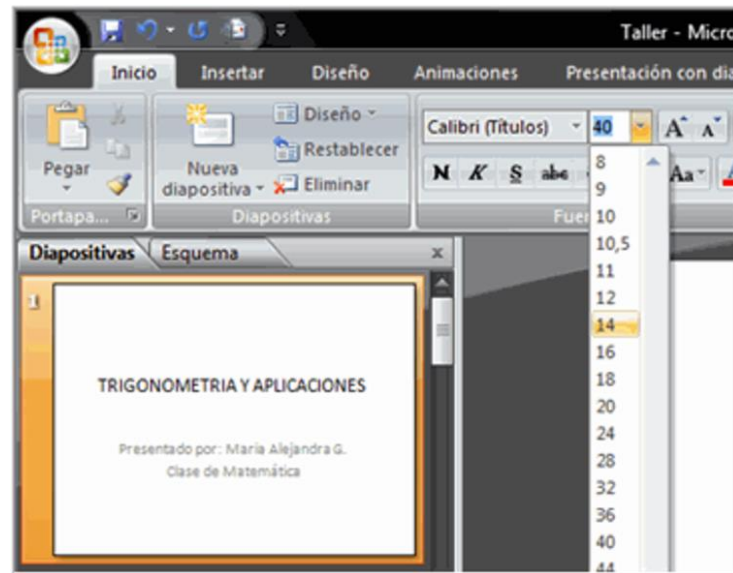 Taller - Micro
Inicio Insertar Diseño Animaciones Presentación con dia
Pegar
Portapa...
Nueva
diapositiva
Diseño
Restablecer
Eliminar
Diapositivas
Calibri (Títulos) 40 A A
N K S abe Aa A
Fuen
8
9
10
10,5
11
12
14
16
18
20
24
28
32
36
40
44
Diapositivas Esquema x
1
TRIGONOMETRIA Y APLICACIONES
Presentado por: Maria Alejandra G.
Clase de Matemática